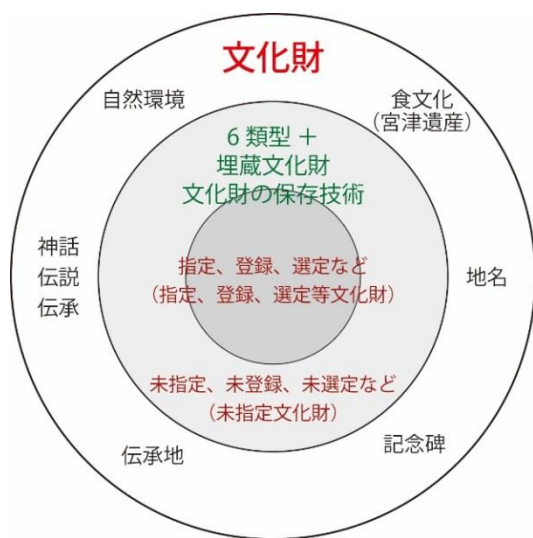 文化財
自然環境
食文化
（宮津遺産）
6 類型 ＋
埋蔵文化財
文化財の保存技術
神話
伝説
伝承
指定、登録、選定など
（指定、登録、選定等文化財）
地名
未指定、未登録、未選定など
（未指定文化財）
伝承地
記念碑